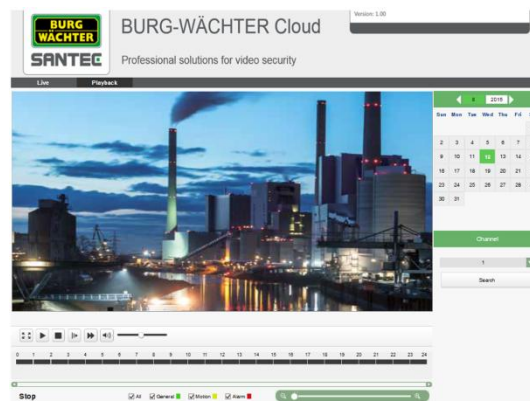 BURG
WÄCHTER
SANTEC
BURG-WÄCHTER Cloud
Professional solutions for video security
Version: 1.00
Live Playback
8 2015
Sun Mon Tue Wed Thu Fri
2 3 4 5 6 7
9 10 11 12 13 14
16 17 18 19 20 21
23 24 25 26 27 28
30 31
Channel
1
Search
0 1 2 3 4 5 6 7 8 9 10 11 12 13 14 15 16 17 18 19 20 21 22 23 24
Stop All General Motion Alarm